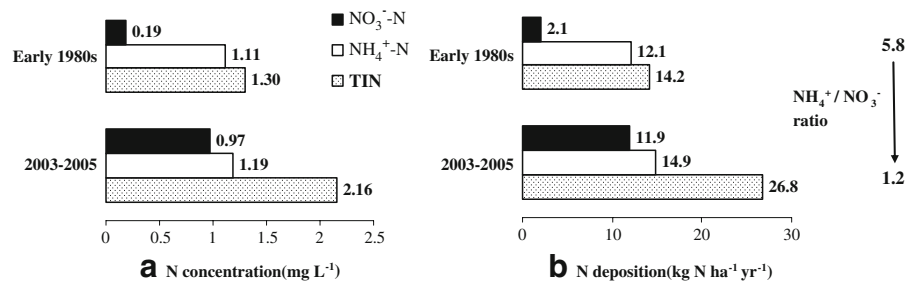 NO₃⁻-N
NH₄⁺-N
TIN
Early 1980s
0.19
1.11
1.30
2003-2005
0.97
1.19
2.16
0 0.5 1 1.5 2 2.5
a N concentration(mg L⁻¹)
Early 1980s
2.1
12.1
14.2
2003-2005
11.9
14.9
26.8
0 10 20 30
b N deposition(kg N ha⁻¹ yr⁻¹)
5.8
NH₄⁺ / NO₃⁻
ratio
1.2